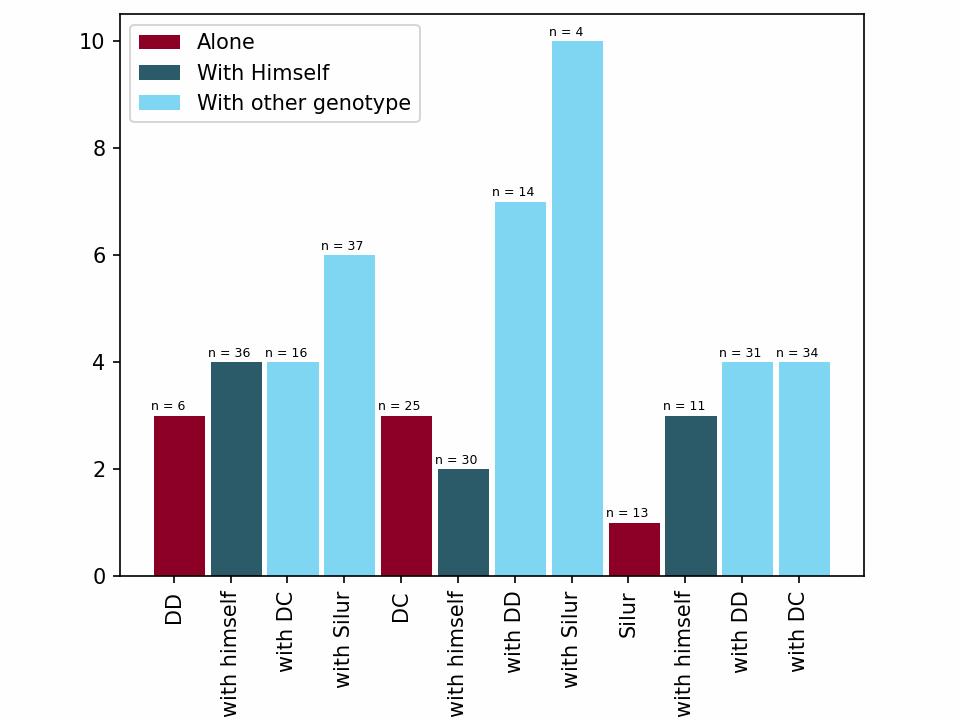 Alone
With Himself
With other genotype
10
8
6
4
2
0
n = 6
n = 36
n = 16
n = 37
n = 25
n = 30
n = 14
n = 4
n = 13
n = 11
n = 31
n = 34
DD
with himself
with DC
with Silur
DC
with himself
with DD
with Silur
Silur
with himself
with DD
with DC